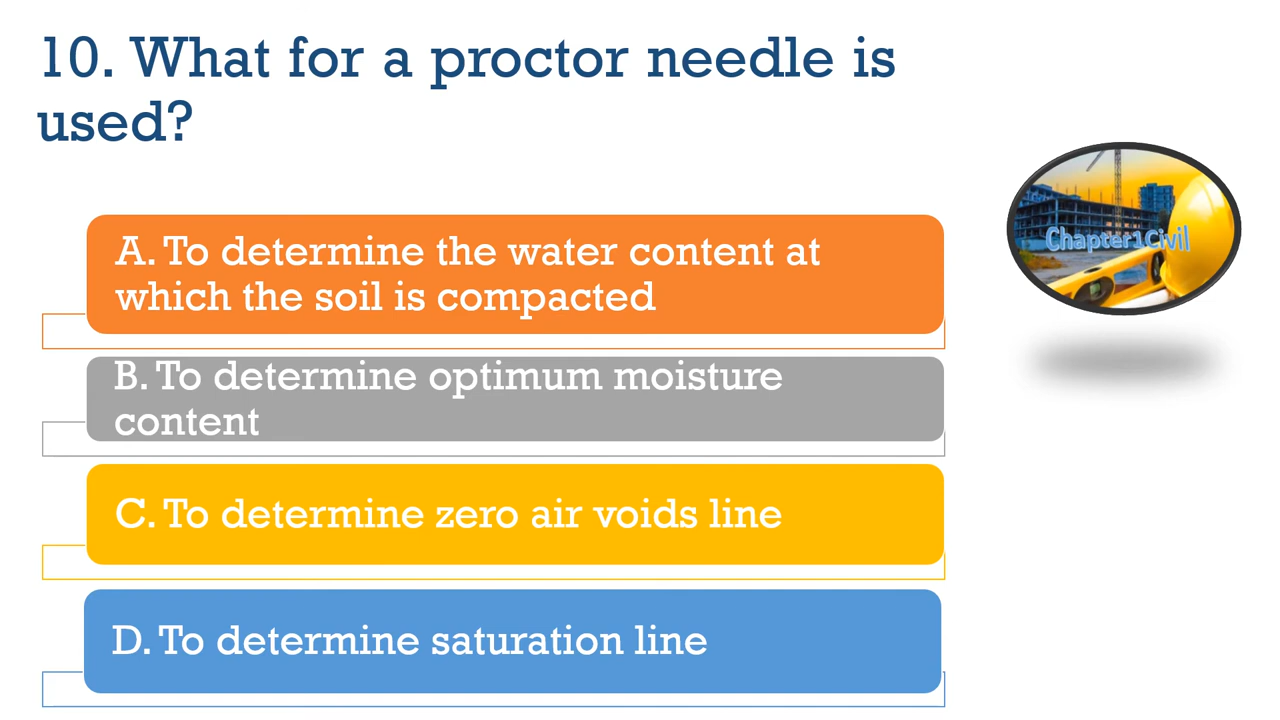 10. What for a proctor needle is
used?
A. To determine the water content at
which the soil is compacted
B. To determine optimum moisture
content
C. To determine zero air voids line
D. To determine saturation line
Chapter1Civil